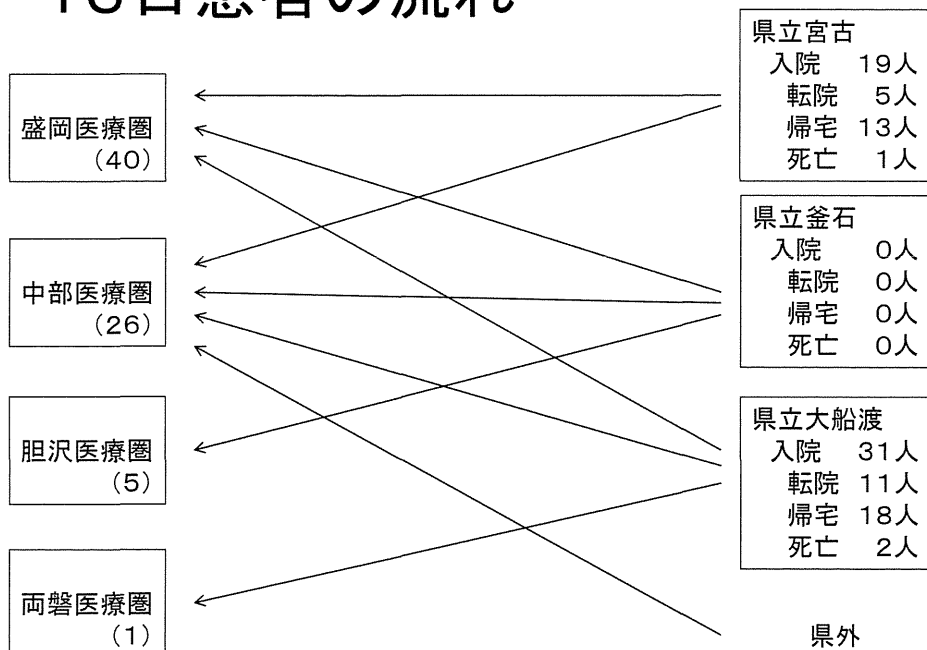 盛岡医療圏
(40)
中部医療圏
(26)
胆沢医療圏
(5)
両磐医療圏
(1)
県立宮古
入院 19人
転院 5人
帰宅 13人
死亡 1人
県立釜石
入院 0人
転院 0人
帰宅 0人
死亡 0人
県立大船渡
入院 31人
転院 11人
帰宅 18人
死亡 2人
県外